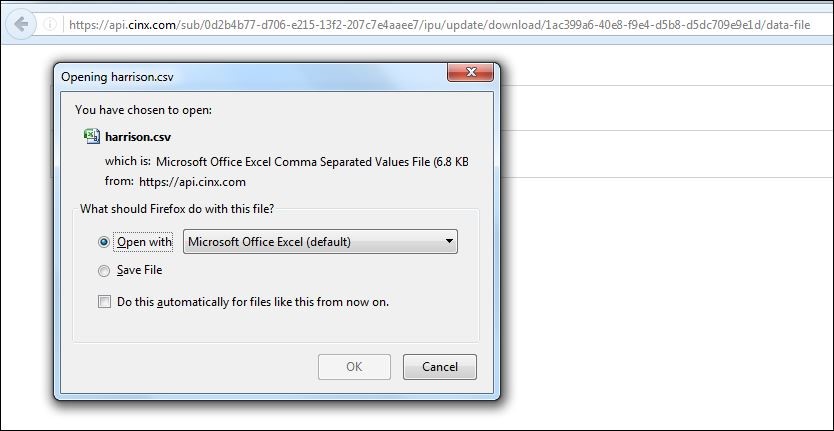 https://api.cinx.com/sub/0d2b4b77-d706-e215-13f2-207c7e4aaee7/ipu/update/download/1ac399a6-40e8-f9e4-d5b8-d5dc709e9e1d/data-file
Opening harrison.csv
You have chosen to open:
harrison.csv
which is: Microsoft Office Excel Comma Separated Values File (6.8 KB
from: https://api.cinx.com
What should Firefox do with this file?
Open with
Microsoft Office Excel (default)
Save File
Do this automatically for files like this from now on.
OK
Cancel